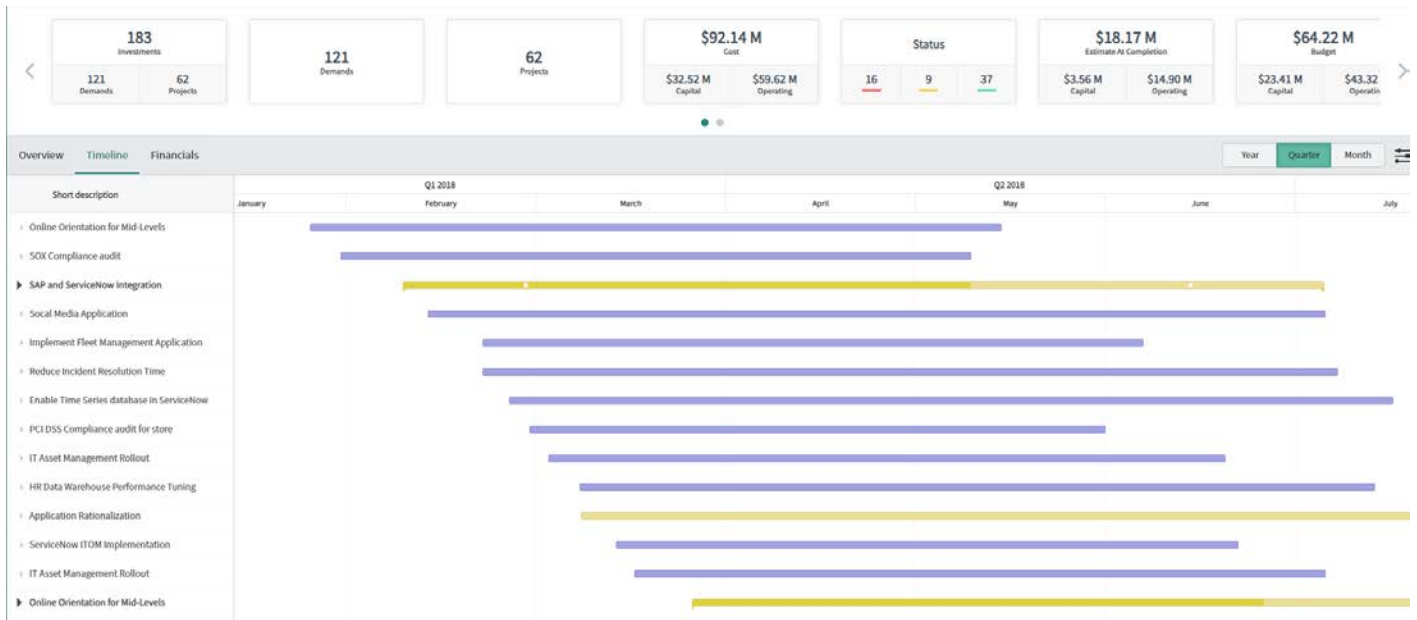 183
Investments
121 62
Demands Projects
121
Demands
62
Projects
$92.14 M
Cost
$32.52 M $59.62 M
Capital Operating
Status
16 9 37
$18.17 M
Estimate At Completion
$3.56 M $14.90 M
Capital Operating
$64.22 M
Budget
$23.41 M $43.32
Capital Operatin
Overview Timeline Financials
Year Quarter Month
Short description
Q1 2018 Q2 2018
January February March April May June July
Online Orientation for Mid-Levels
SOX Compliance audit
SAP and ServiceNow integration
Socal Media Application
Implement Fleet Management Application
Reduce Incident Resolution Time
Enable Time Series database in ServiceNow
PCI DSS Compliance audit for store
IT Asset Management Rollout
HR Data Warehouse Performance Tuning
Application Rationalization
ServiceNow ITOM Implementation
IT Asset Management Rollout
Online Orientation for Mid-Levels